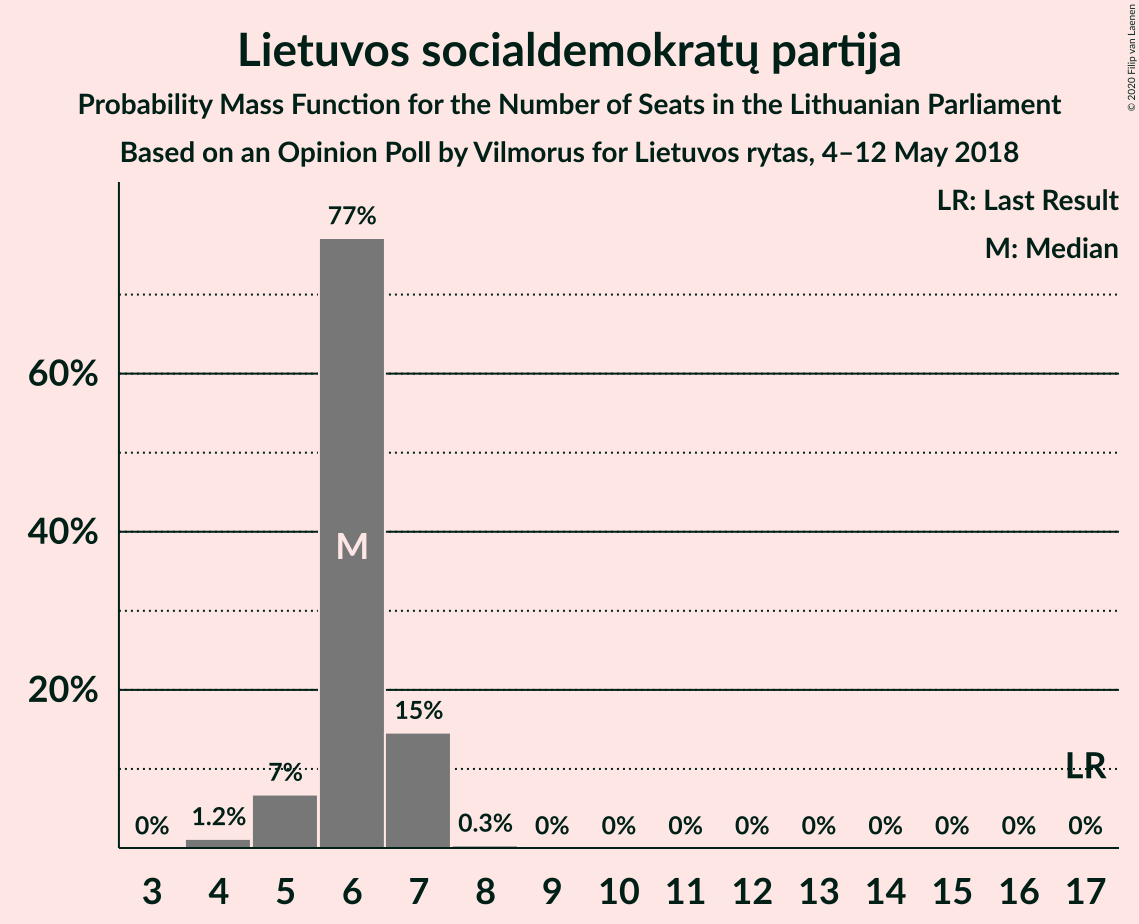 Lietuvos socialdemokratų partija
Probability Mass Function for the Number of Seats in the Lithuanian Parliament
Based on an Opinion Poll by Vilmorus for Lietuvos rytas, 4–12 May 2018
© 2020 Filip van Laenen
LR: Last Result
M: Median
77%
60%
40%
M
20%
15%
7%
LR
0% 1.2% 0.3% 0% 0% 0% 0% 0% 0% 0% 0% 0%
3 4 5 6 7 8 9 10 11 12 13 14 15 16 17